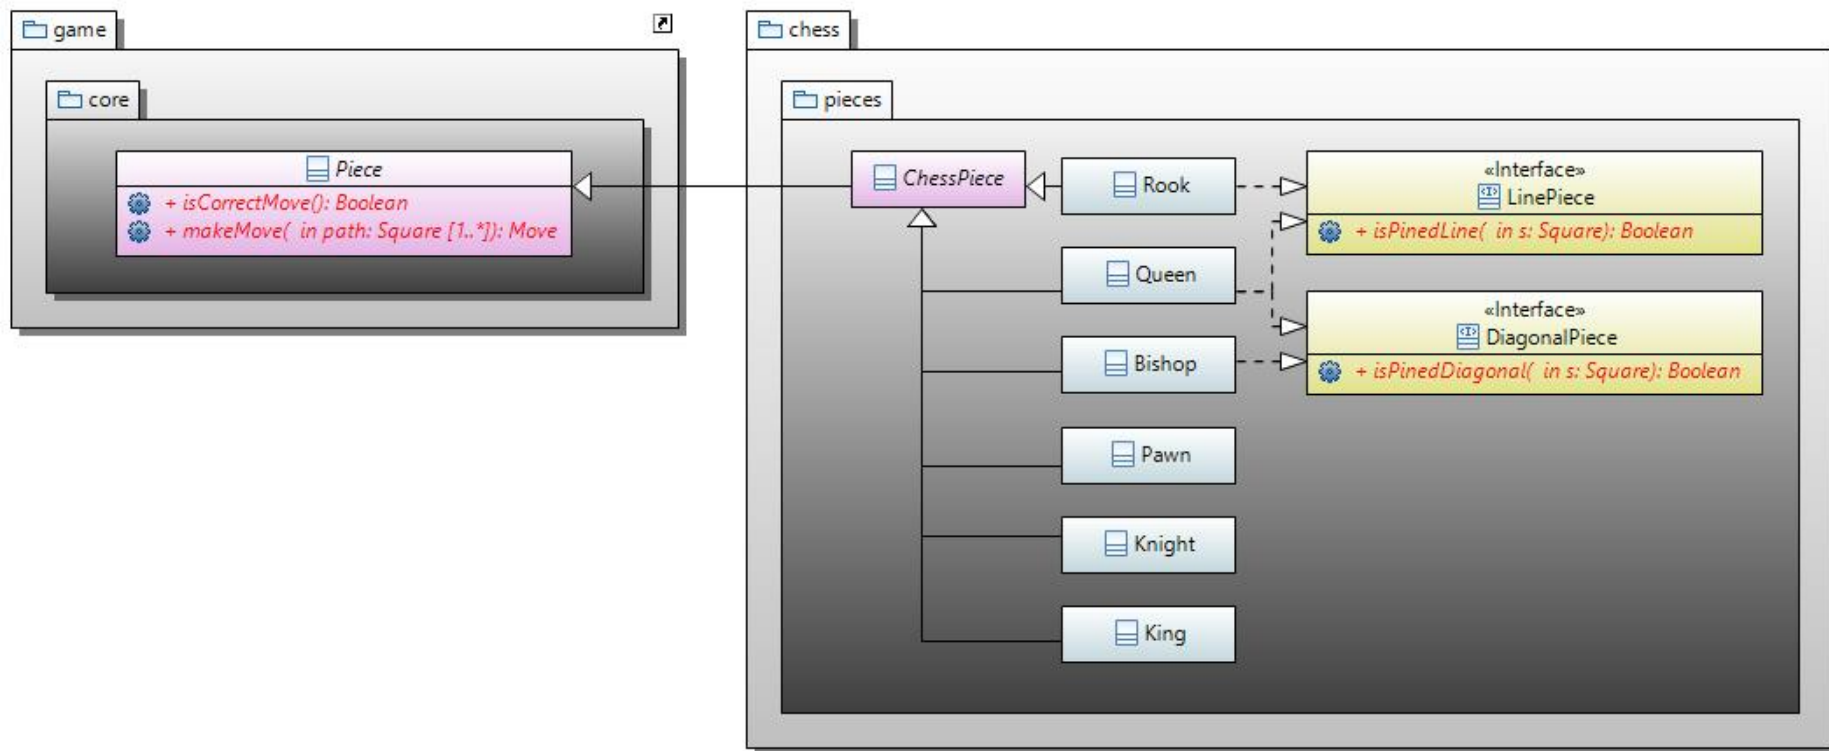 game
core
Piece
+ isCorrectMove(): Boolean
+ makeMove( in path: Square [1..*]): Move
chess
pieces
ChessPiece
Rook
«Interface»
LinePiece
+ isPinedLine( in s: Square): Boolean
Queen
«Interface»
DiagonalPiece
+ isPinedDiagonal( in s: Square): Boolean
Bishop
Pawn
Knight
King